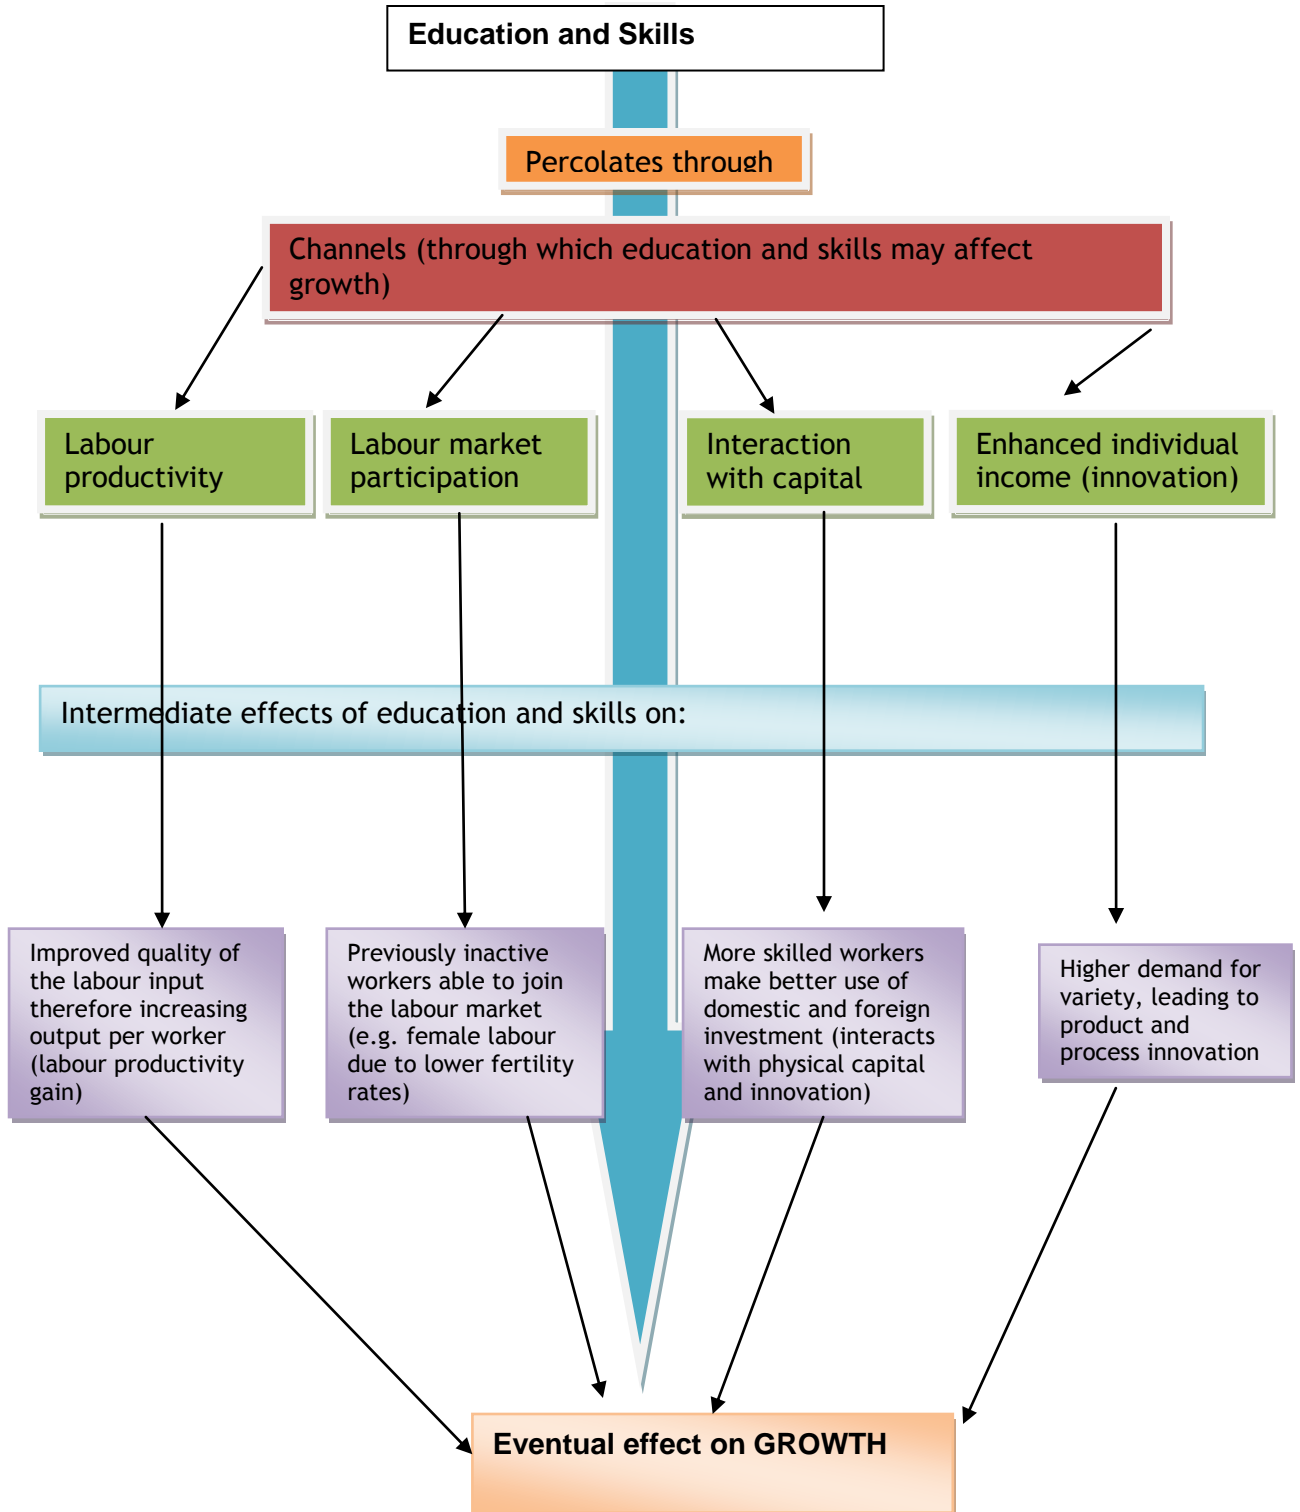 Education and Skills
Percolates through
Channels (through which education and skills may affect
growth)
Labour
productivity
Labour market
participation
Interaction
with capital
Enhanced individual
income (innovation)
Intermediate effects of education and skills on:
Improved quality of
the labour input
therefore increasing
output per worker
(labour productivity
gain)
Previously inactive
workers able to join
the labour market
(e.g. female labour
due to lower fertility
rates)
More skilled workers
make better use of
domestic and foreign
investment (interacts
with physical capital
and innovation)
Higher demand for
variety, leading to
product and
process innovation
Eventual effect on GROWTH